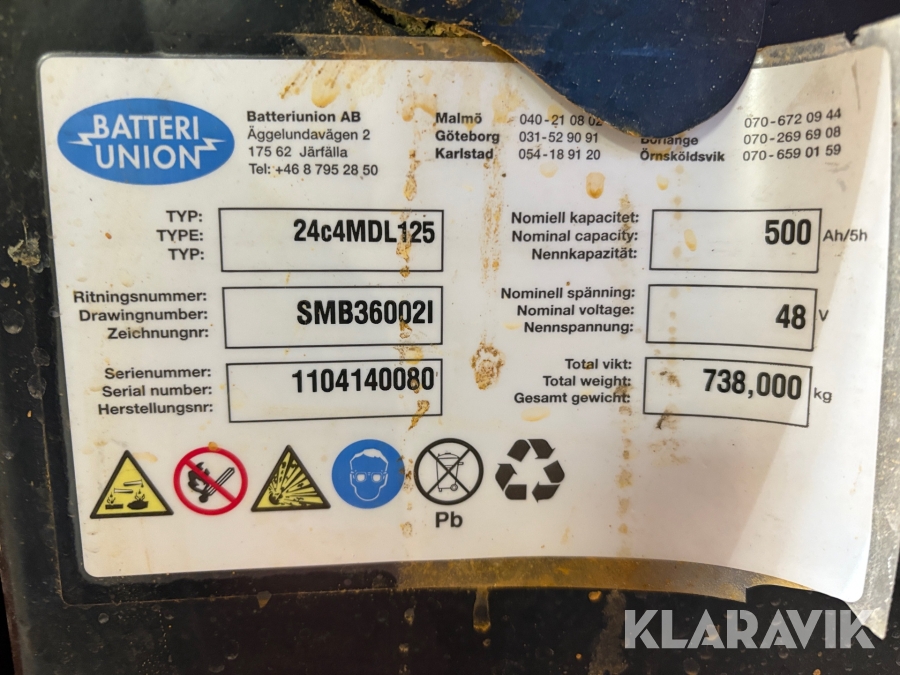 BATTERI
UNION
Batteriunion AB
Äggelundavägen 2
175 62 Järfälla
Tel: +46 8 795 28 50
Malmö 040-21 08 02
Göteborg 031-52 90 91
Karlstad 054-18 91 20
070-672 09 44
Borlänge 070-269 69 08
Örnsköldsvik 070-659 01 59
TYP:
TYPE:
TYP:
24c4MDL125
Nomiell kapacitet:
Nominal capacity:
Nennkapazität:
500 Ah/5h
Ritningsnummer:
Drawingnumber:
Zeichnungnr:
SMB36002I
Nominell spänning:
Nominal voltage:
Nennspannung:
48 V
Serienummer:
Serial number:
Herstellungsnr:
1104140080
Total vikt:
Total weight:
Gesamt gewicht:
738,000 kg
Pb
KLARAVIK